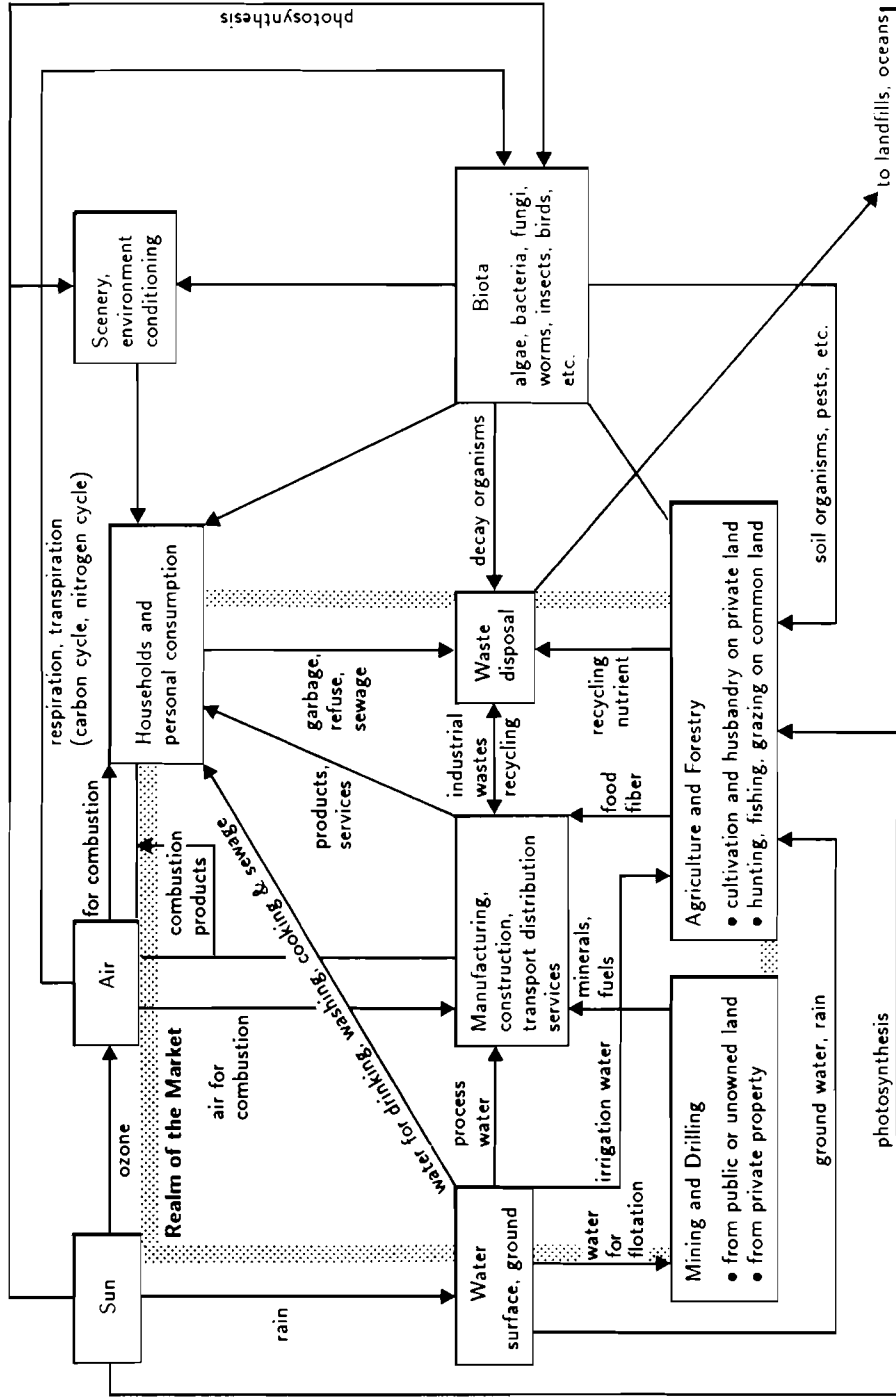 photosynthesis
respiration, transpiration
(carbon cycle, nitrogen cycle)
Scenery,
environment
conditioning
Sun
ozone
Air
for combustion
Households and
personal consumption
combustion
products
Realm of the Market
air for
combustion
rain
water for drinking, washing, cooking & sewage
products,
services
garbage,
refuse,
sewage
Water
surface, ground
process
water
Manufacturing,
construction,
transport distribution
services
industrial
wastes
recycling
Waste
disposal
decay organisms
Biota
algae, bacteria, fungi,
worms, insects, birds,
etc.
water
for
flotation
irrigation water
minerals,
fuels
food
fiber
recycling
nutrient
Mining and Drilling
• from public or unowned land
• from private property
Agriculture and Forestry
• cultivation and husbandry on private land
• hunting, fishing, grazing on common land
soil organisms, pests, etc.
ground water, rain
photosynthesis
to landfills, oceans